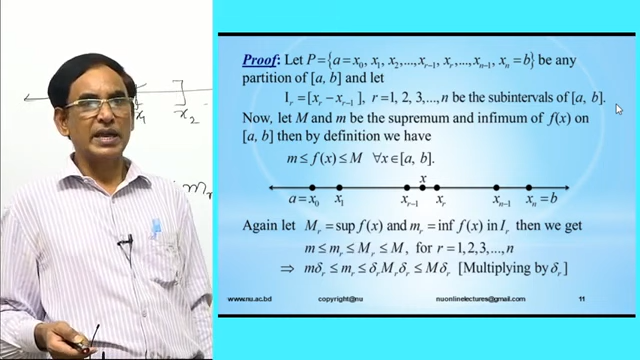 Proof: Let P={a=x₀, x₁, x₂,...,xᵣ₋₁, xᵣ,...,xₙ₋₁, xₙ=b} be any
partition of [a, b] and let
Iᵣ=[xᵣ−xᵣ₋₁], r=1, 2, 3,...,n be the subintervals of [a, b].
Now, let M and m be the supremum and infimum of f(x) on
[a, b] then by definition we have
m≤f(x)≤M ∀x∈[a, b].
x
a=x₀ x₁ xᵣ₋₁ xᵣ xₙ₋₁ xₙ=b
Again let Mᵣ=sup f(x) and mᵣ=inf f(x) in Iᵣ then we get
m≤mᵣ≤Mᵣ≤M, for r=1,2,3,...,n
⇒ mδᵣ≤mᵣ≤δᵣMᵣδᵣ≤Mδᵣ [Multiplying by δᵣ]
www.nu.ac.bd copyright@nu nuonlinelectures@gmail.com 11
x₂
mᵣ